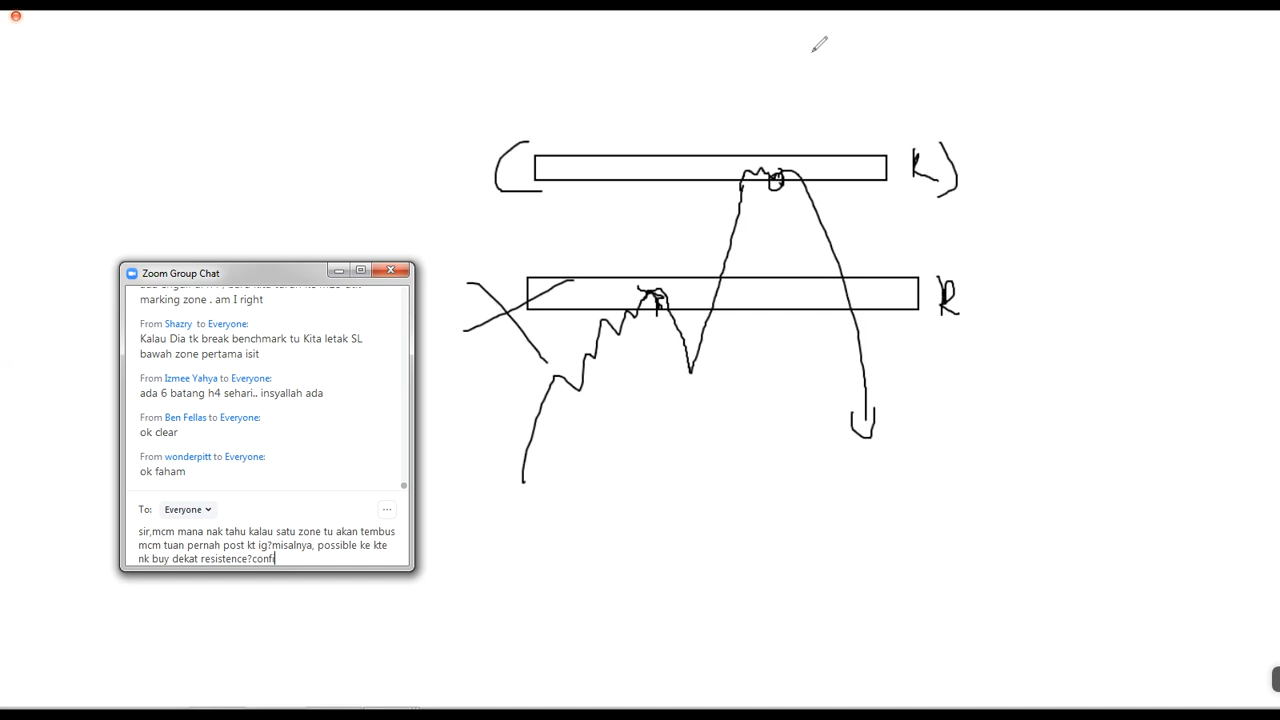 R
R
Zoom Group Chat
marking zone . am I right
From Shazry to Everyone:
Kalau Dia tk break benchmark tu Kita letak SL
bawah zone pertama isit
From Izmee Yahya to Everyone:
ada 6 batang h4 sehari.. insyallah ada
From Ben Fellas to Everyone:
ok clear
From wonderpitt to Everyone:
ok faham
To: Everyone
sir,mcm mana nak tahu kalau satu zone tu akan tembus
mcm tuan pernah post kt ig?misalnya, possible ke kte
nk buy dekat resistence?confi